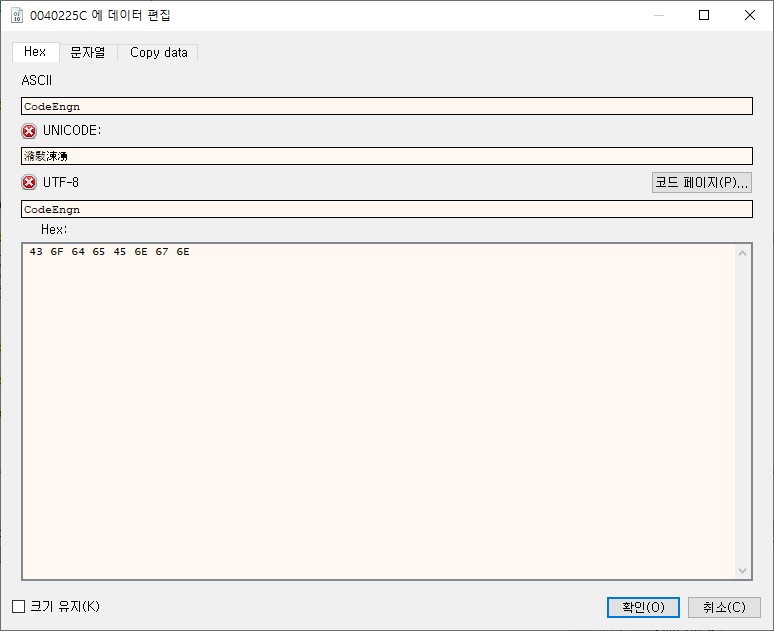 0040225C 에 데이터 편집
Hex 문자열 Copy data
ASCII
CodeEngn
UNICODE:
潃敤湅湧
UTF-8 코드 페이지(P)...
CodeEngn
Hex:
43 6F 64 65 45 6E 67 6E
크기 유지(K) 확인(O) 취소(C)